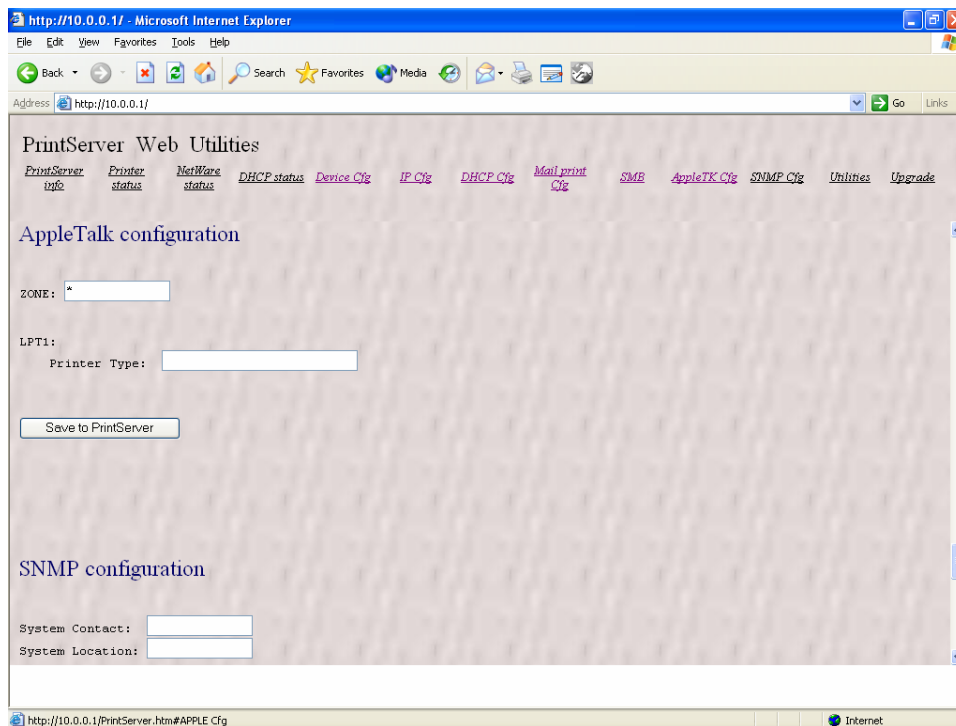 http://10.0.0.1/ - Microsoft Internet Explorer
File Edit View Favorites Tools Help
Back Search Favorites Media
Address http://10.0.0.1/ Go Links
PrintServer Web Utilities
PrintServer info Printer status NetWare status DHCP status Device Cfg IP Cfg DHCP Cfg Mail print Cfg SMB AppleTK Cfg SNMP Cfg Utilities Upgrade
AppleTalk configuration
ZONE: *
LPT1:
Printer Type:
Save to PrintServer
SNMP configuration
System Contact:
System Location:
http://10.0.0.1/PrintServer.htm#APPLE Cfg Internet